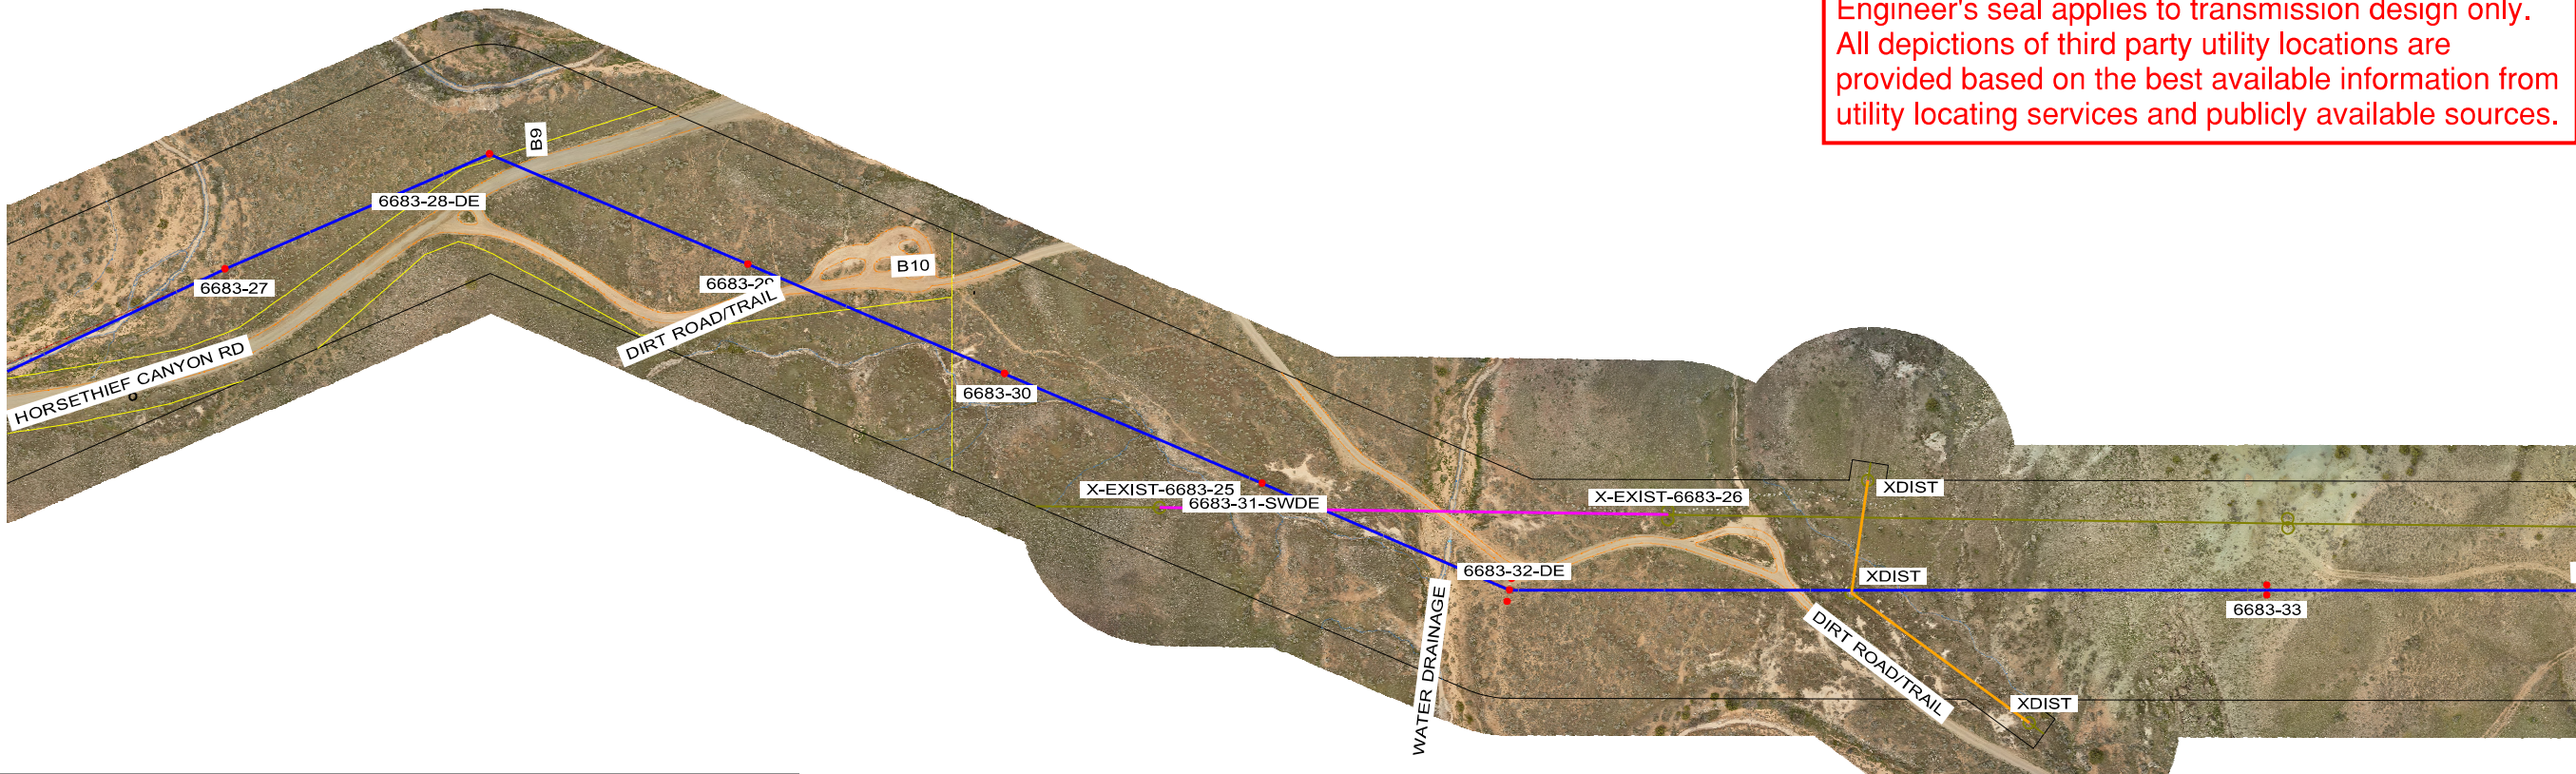 Engineer's seal applies to transmission design only.
All depictions of third party utility locations are
provided based on the best available information from
utility locating services and publicly available sources.
B9
6683-28-DE
6683-27
B10
6683-29
DIRT ROAD/TRAIL
HORSETHIEF CANYON RD
6683-30
X-EXIST-6683-25
6683-31-SWDE
X-EXIST-6683-26
XDIST
6683-32-DE
XDIST
6683-33
WATER DRAINAGE
DIRT ROAD/TRAIL
XDIST